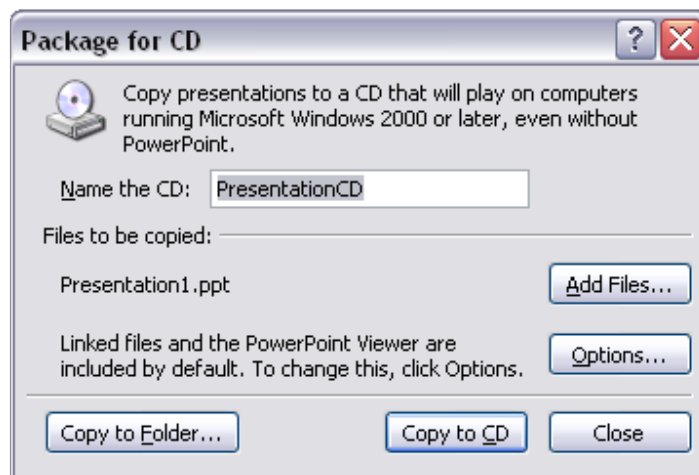 Package for CD
?
Copy presentations to a CD that will play on computers
running Microsoft Windows 2000 or later, even without
PowerPoint.
Name the CD: PresentationCD
Files to be copied:
Presentation1.ppt
Add Files...
Linked files and the PowerPoint Viewer are
included by default. To change this, click Options.
Options...
Copy to Folder... Copy to CD Close